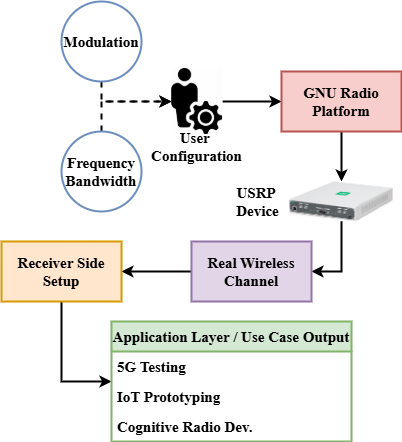 Modulation
Frequency
Bandwidth
User
Configuration
GNU Radio
Platform
USRP
Device
Real Wireless
Channel
Receiver Side
Setup
Application Layer / Use Case Output
5G Testing
IoT Prototyping
Cognitive Radio Dev.